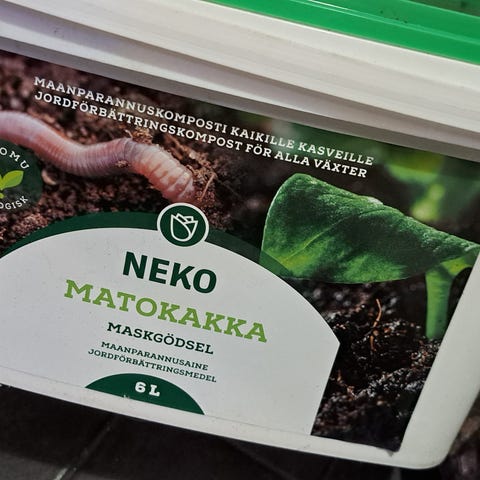 MAANPARANNUSKOMPOSTI KAIKILLE KASVEILLE
JORDFÖRBÄTTRINGSKOMPOST FÖR ALLA VÄXTER
NEKO
MATOKAKKA
MASKGÖDSEL
MAANPARANNUSAINE
JORDFÖRBÄTTRINGSMEDEL
6 L